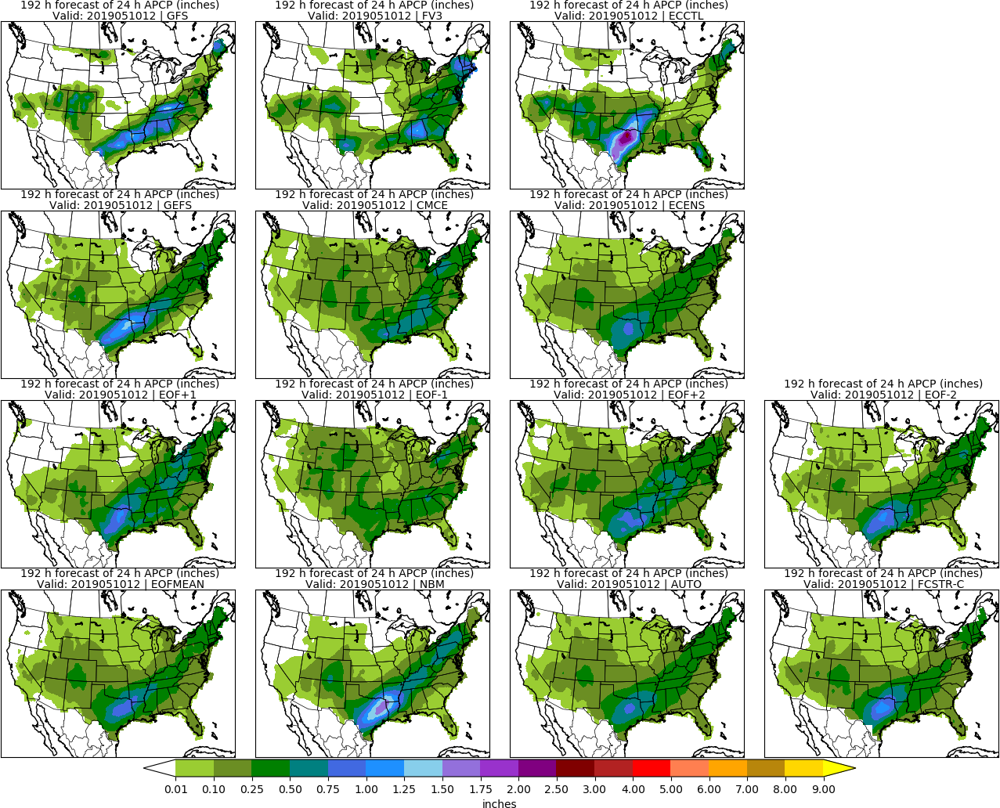 192 h forecast of 24 h APCP (inches)
Valid: 2019051012 | GFS
192 h forecast of 24 h APCP (inches)
Valid: 2019051012 | FV3
192 h forecast of 24 h APCP (inches)
Valid: 2019051012 | ECCTL
192 h forecast of 24 h APCP (inches)
Valid: 2019051012 | GEFS
192 h forecast of 24 h APCP (inches)
Valid: 2019051012 | CMCE
192 h forecast of 24 h APCP (inches)
Valid: 2019051012 | ECENS
192 h forecast of 24 h APCP (inches)
Valid: 2019051012 | EOF+1
192 h forecast of 24 h APCP (inches)
Valid: 2019051012 | EOF-1
192 h forecast of 24 h APCP (inches)
Valid: 2019051012 | EOF+2
192 h forecast of 24 h APCP (inches)
Valid: 2019051012 | EOF-2
192 h forecast of 24 h APCP (inches)
Valid: 2019051012 | EOFMEAN
192 h forecast of 24 h APCP (inches)
Valid: 2019051012 | NBM
192 h forecast of 24 h APCP (inches)
Valid: 2019051012 | AUTO
192 h forecast of 24 h APCP (inches)
Valid: 2019051012 | FCSTR-C
0.01 0.10 0.25 0.50 0.75 1.00 1.25 1.50 1.75 2.00 2.50 3.00 4.00 5.00 6.00 7.00 8.00 9.00
inches